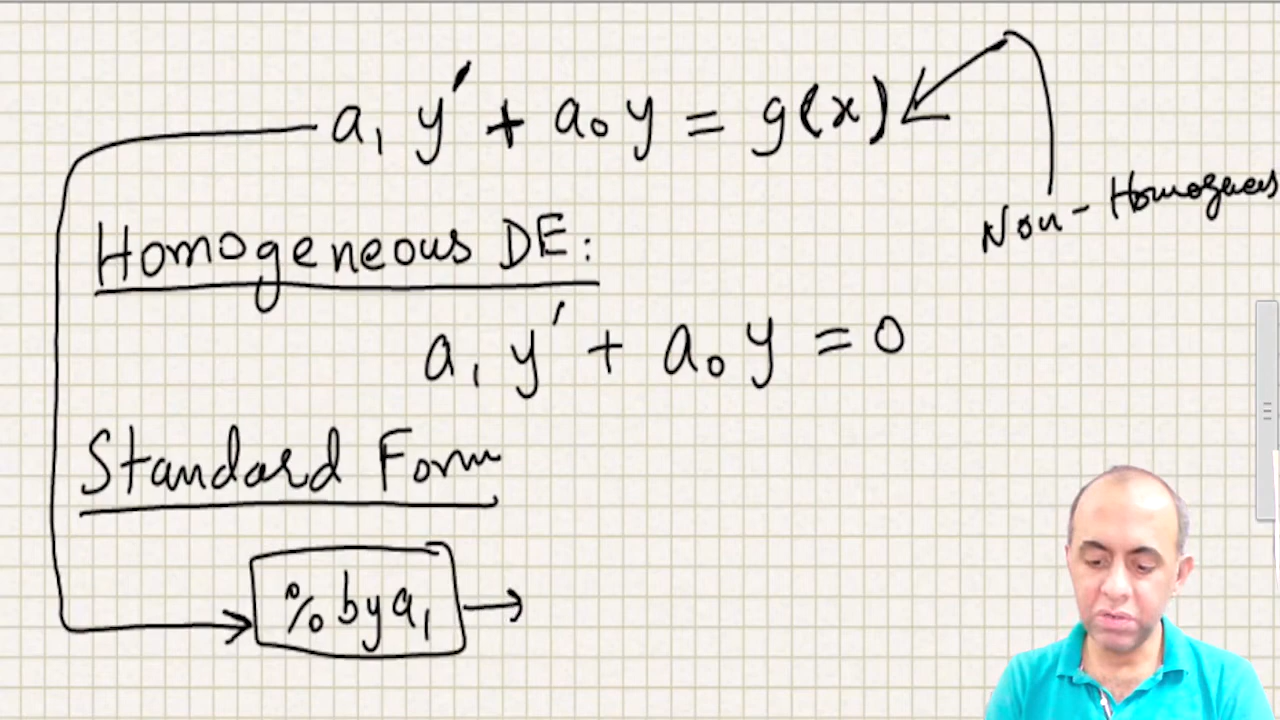 a₁ y′ + a₀ y = g(x)
Non-Homogeneous
Homogeneous DE:
a₁ y′ + a₀ y = 0
Standard Form
% by a₁